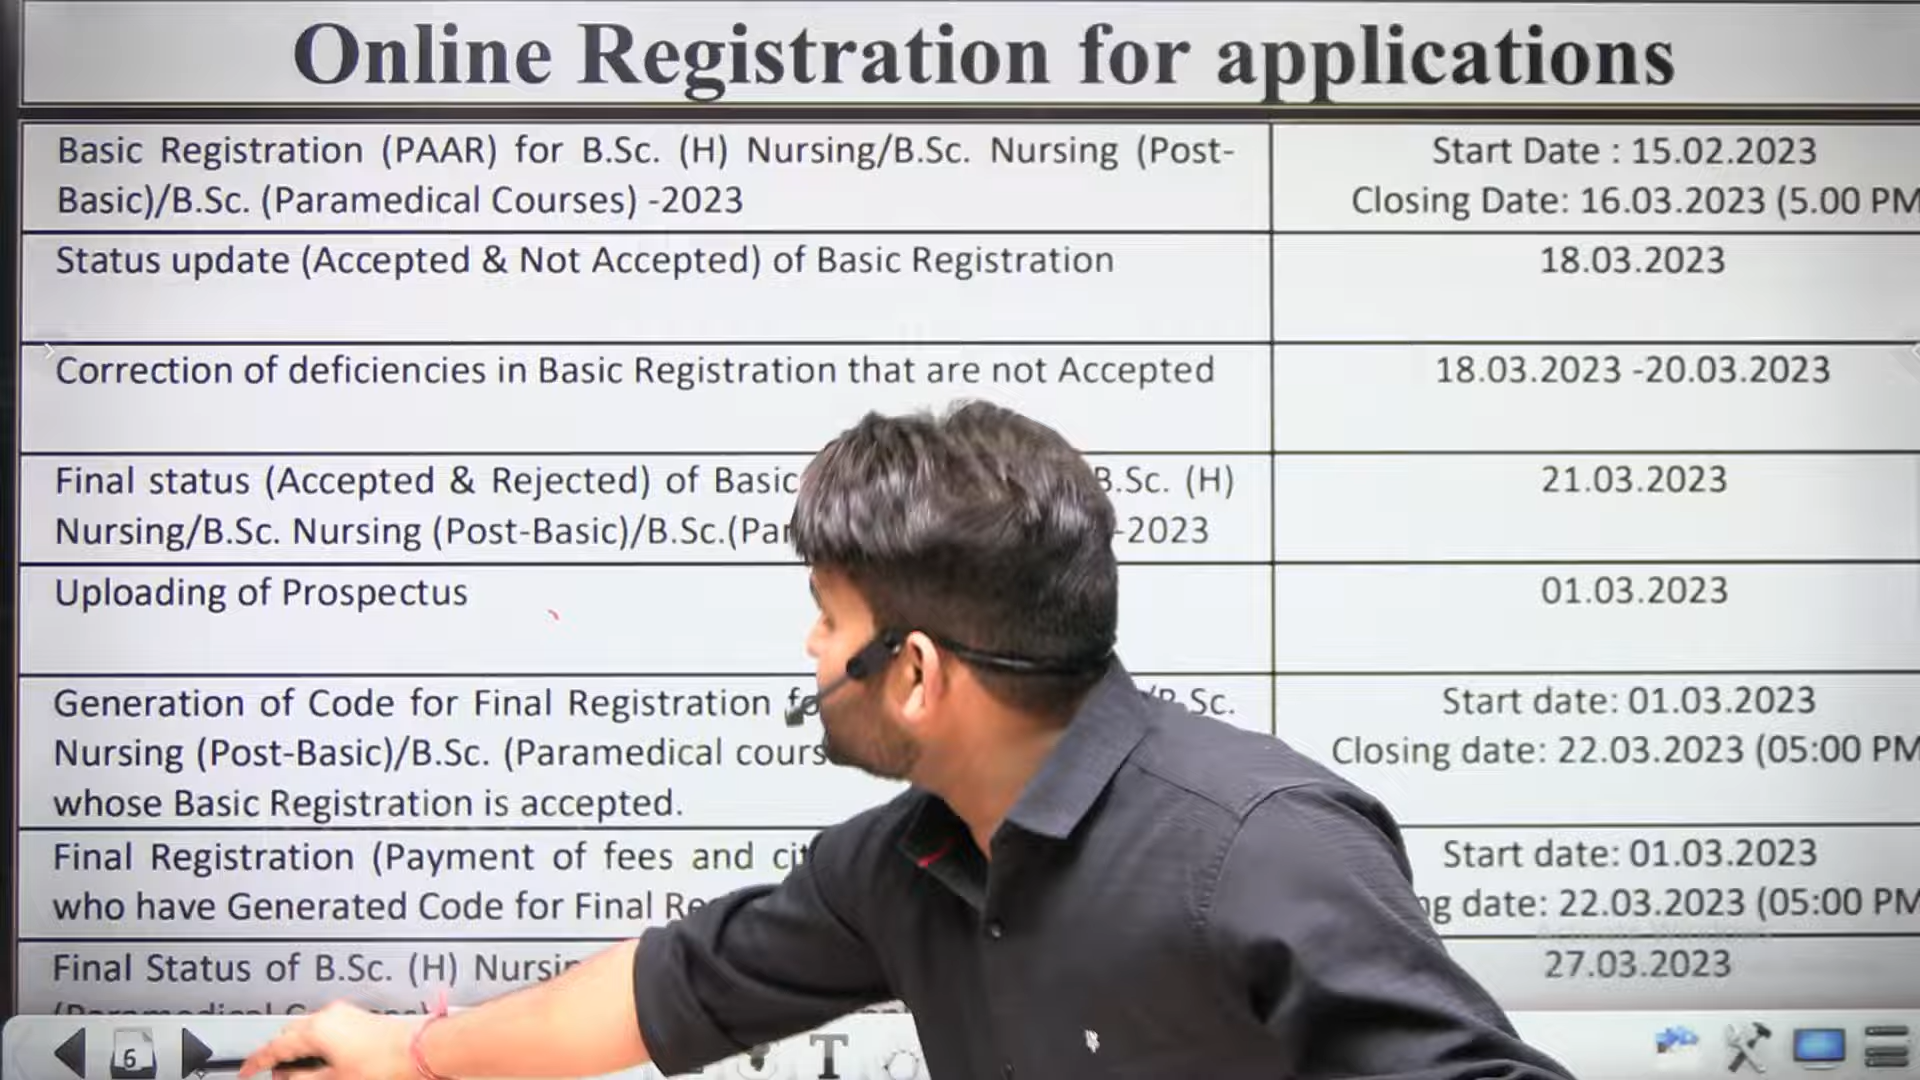 Online Registration for applications
Basic Registration (PAAR) for B.Sc. (H) Nursing/B.Sc. Nursing (Post-
Basic)/B.Sc. (Paramedical Courses) -2023
Start Date : 15.02.2023
Closing Date: 16.03.2023 (5.00 PM
Status update (Accepted & Not Accepted) of Basic Registration
18.03.2023
Correction of deficiencies in Basic Registration that are not Accepted
18.03.2023 -20.03.2023
Final status (Accepted & Rejected) of Basic B.Sc. (H)
Nursing/B.Sc. Nursing (Post-Basic)/B.Sc.(Par -2023
21.03.2023
Uploading of Prospectus
01.03.2023
Generation of Code for Final Registration fo /B.Sc.
Nursing (Post-Basic)/B.Sc. (Paramedical cours
whose Basic Registration is accepted.
Start date: 01.03.2023
Closing date: 22.03.2023 (05:00 PM
Final Registration (Payment of fees and cit
who have Generated Code for Final Re
Start date: 01.03.2023
ng date: 22.03.2023 (05:00 PM
Final Status of B.Sc. (H) Nursin
27.03.2023
6
T